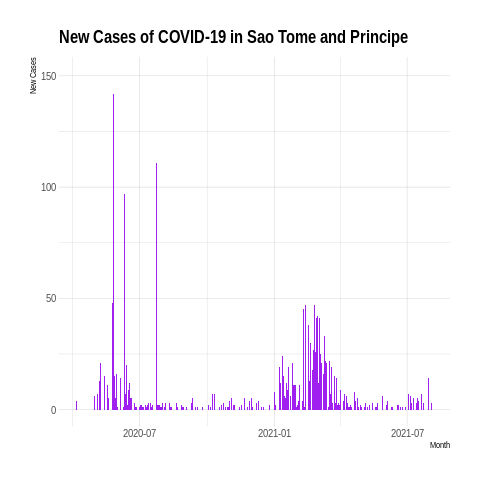 New Cases of COVID-19 in Sao Tome and Principe
New Cases
150
100
50
0
2020-07
2021-01
2021-07
Month